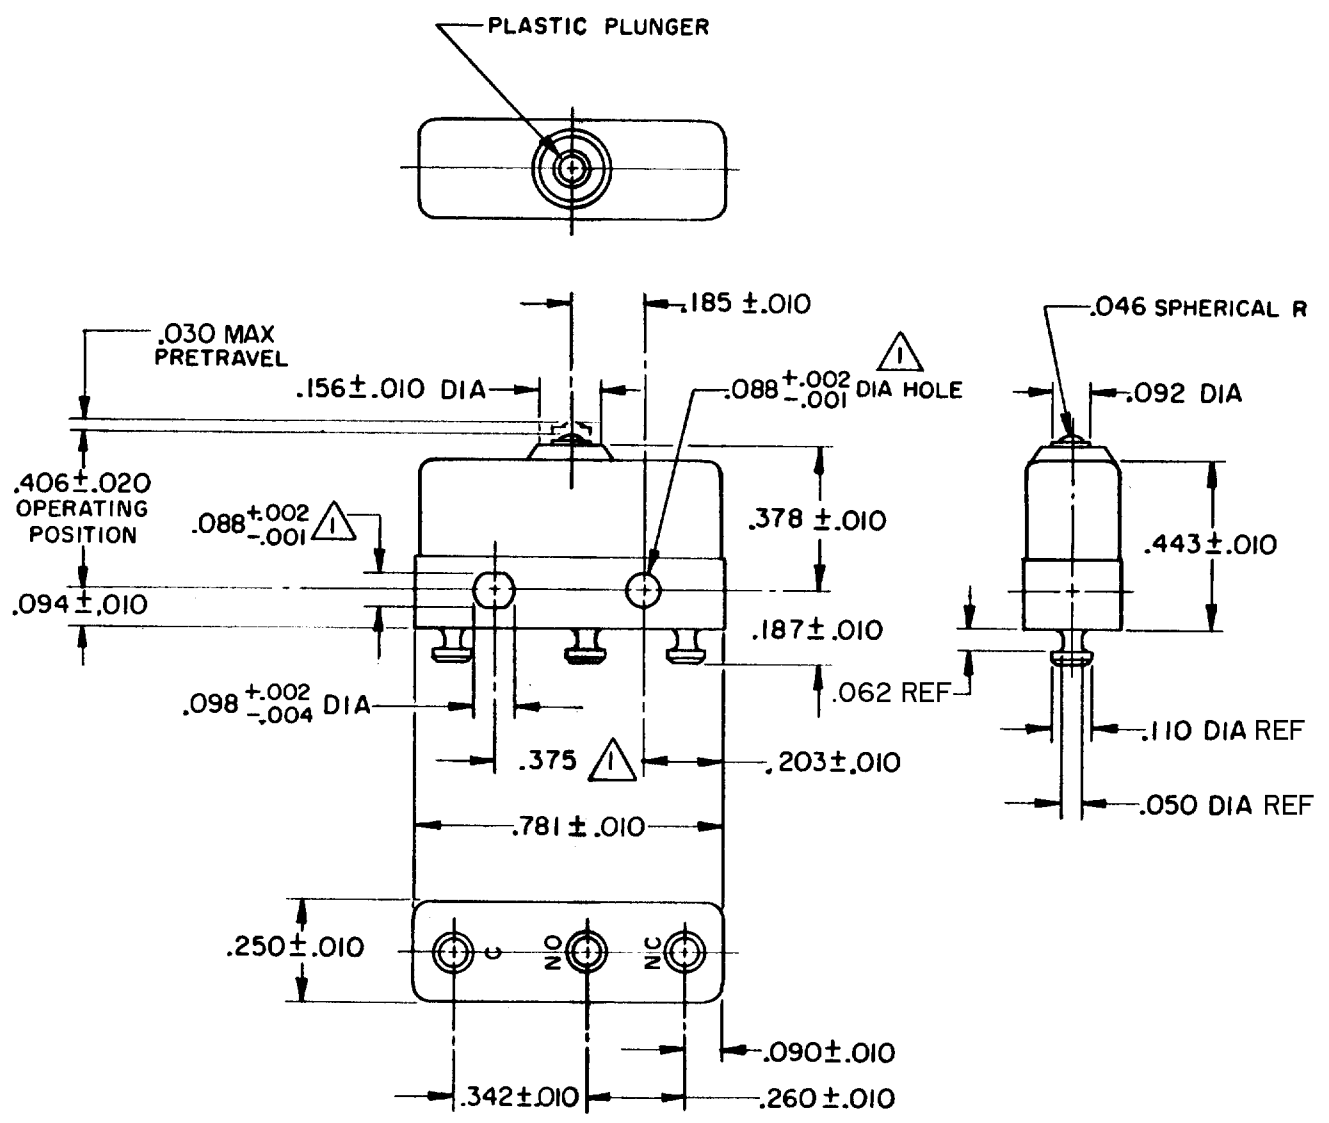 PLASTIC PLUNGER
.185 ±.010
.030 MAX
PRETRAVEL
.046 SPHERICAL R
1
.156±.010 DIA
.088 +.002 -.001 DIA HOLE
.092 DIA
.406±.020
OPERATING
POSITION
.088 +.002 -.001
1
.378 ±.010
.443±.010
.094±.010
.187±.010
.062 REF
.098 +.002 -.004 DIA
.110 DIA REF
.375
1
.203±.010
.050 DIA REF
.781±.010
.250±.010
C
NO
NC
.090±.010
.342±.010
.260±.010